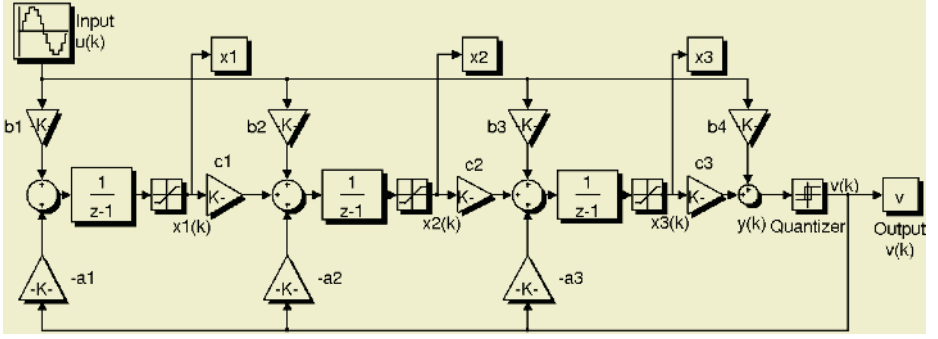 Input
u(k)
x1
x2
x3
b1
-K-
b2
-K-
b3
-K-
b4
-K-
c1
c2
c3
+
+
+
1
z-1
K-
+
+
+
1
z-1
K-
+
+
+
1
z-1
K-
+
+
v(k)
v
x1(k)
x2(k)
x3(k)
y(k)
Quantizer
Output
v(k)
-K-
-a1
-K-
-a2
-K-
-a3